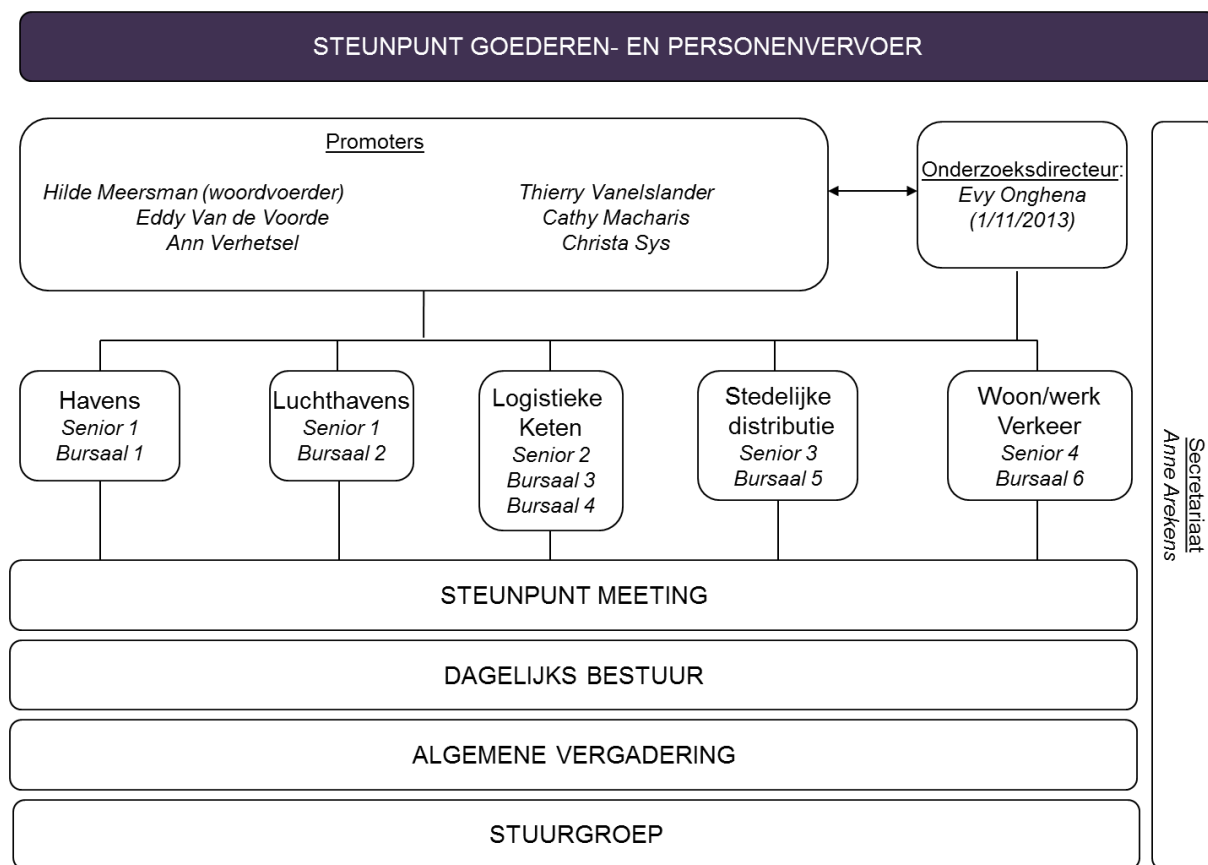 STEUNPUNT GOEDEREN- EN PERSONENVERVOER
Promoters
Hilde Meersman (woordvoerder)
Eddy Van de Voorde
Ann Verhetsel
Thierry Vanelslander
Cathy Macharis
Christa Sys
Onderzoeksdirecteur:
Evy Onghena
(1/11/2013)
Havens
Senior 1
Bursaal 1
Luchthavens
Senior 1
Bursaal 2
Logistieke
Keten
Senior 2
Bursaal 3
Bursaal 4
Stedelijke
distributie
Senior 3
Bursaal 5
Woon/werk
Verkeer
Senior 4
Bursaal 6
Secretariaat
Anne Arekens
STEUNPUNT MEETING
DAGELIJKS BESTUUR
ALGEMENE VERGADERING
STUURGROEP